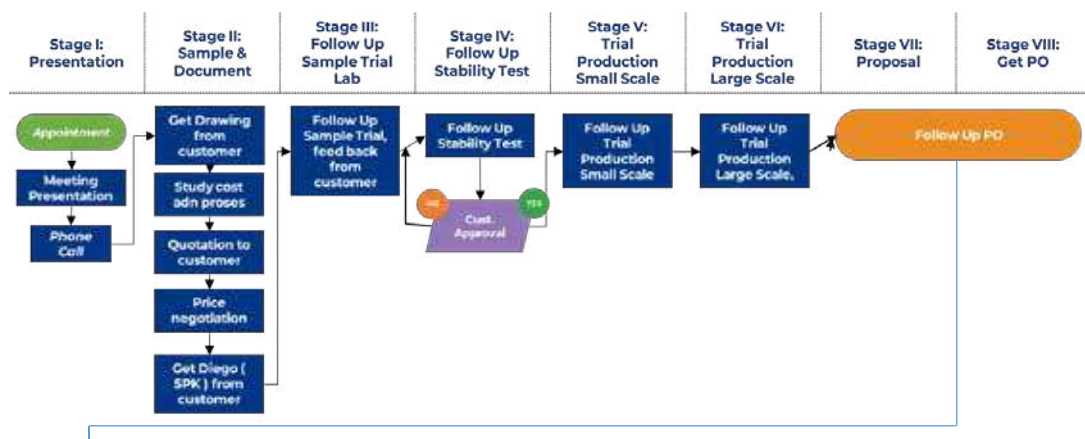 Stage I:
Presentation
Stage II:
Sample &
Document
Stage III:
Follow Up
Sample Trial
Lab
Stage IV:
Follow Up
Stability Test
Stage V:
Trial
Production
Small Scale
Stage VI:
Trial
Production
Large Scale
Stage VII:
Proposal
Stage VIII:
Get PO
Appointment
Meeting
Presentation
Phone
Call
Get Drawing
from
customer
Study cost
adn proses
Quotation to
customer
Price
negotiation
Get Diego (
SPK ) from
customer
Follow Up
Sample Trial,
feed back
from
customer
Follow Up
Stability Test
NO
YES
Cust.
Approval
Follow Up
Trial
Production
Small Scale
Follow Up
Trial
Production
Large Scale,
Follow Up PO